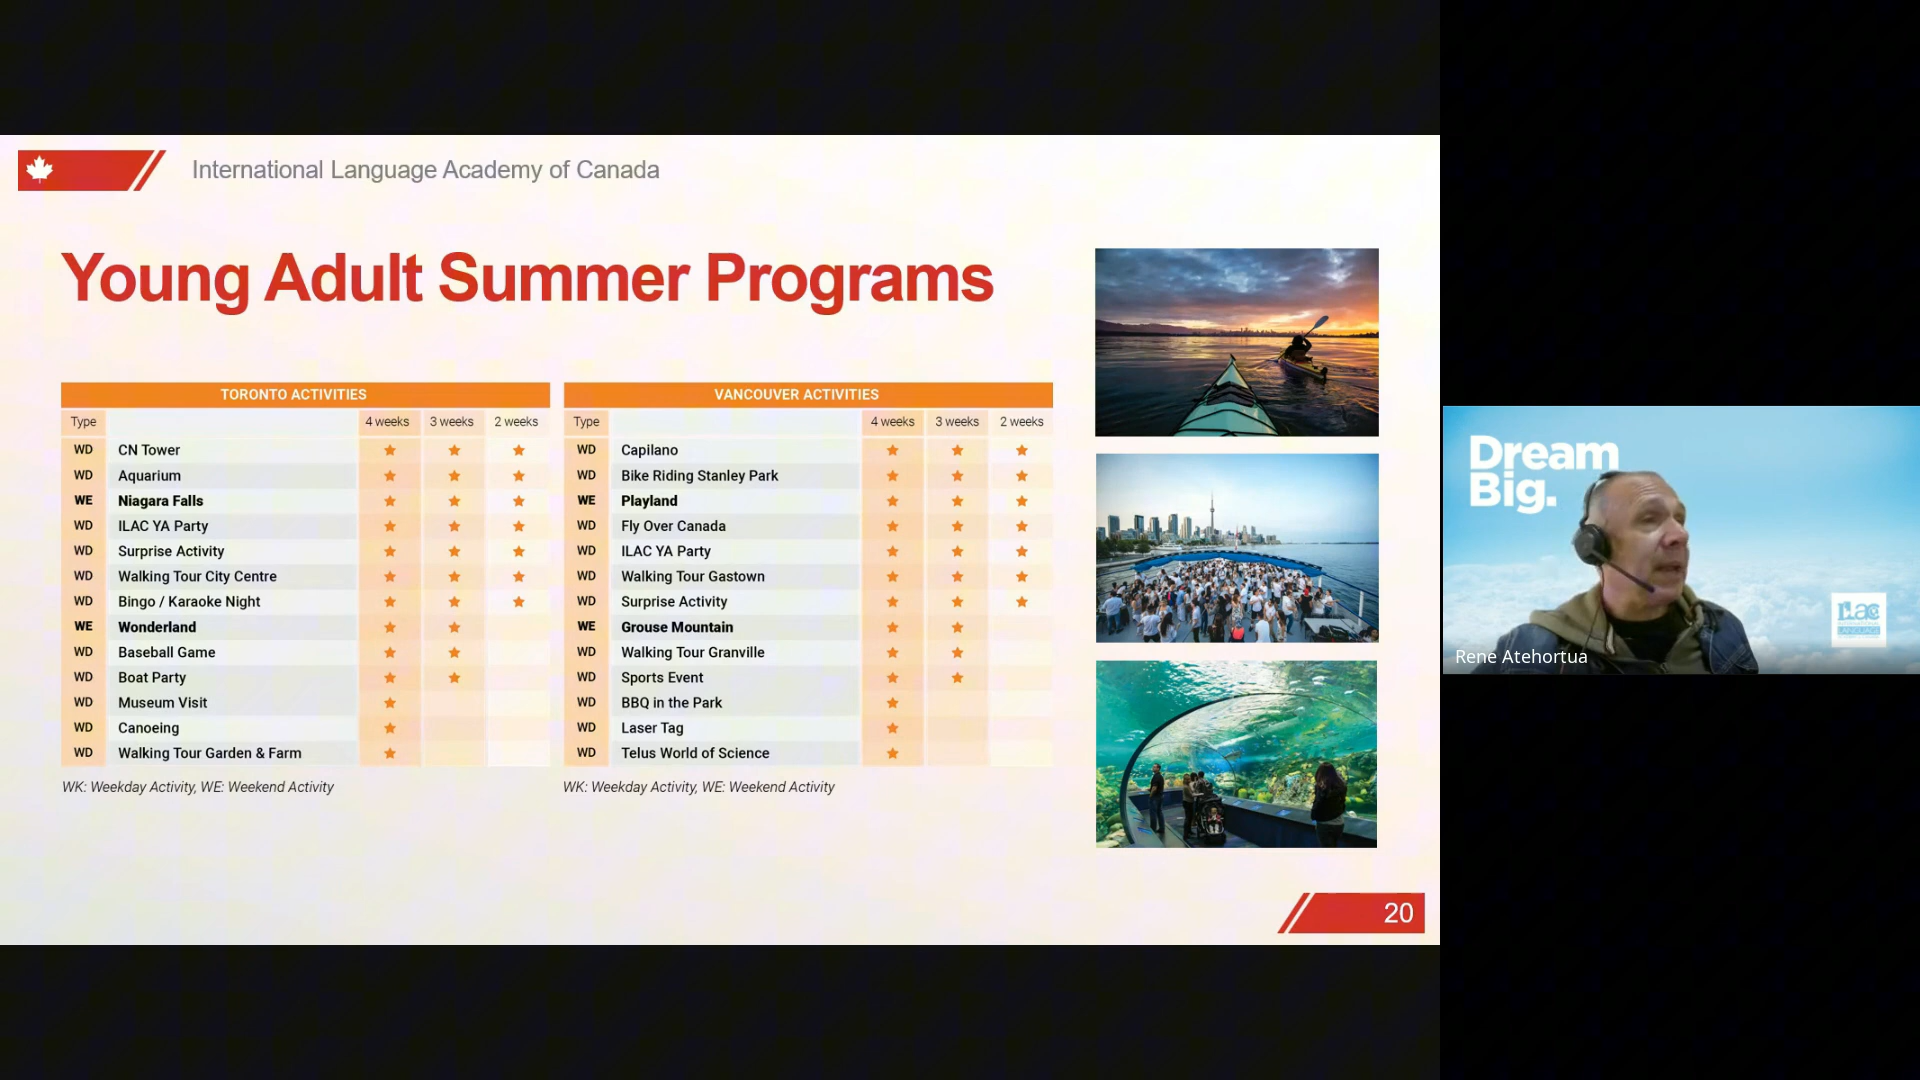 International Language Academy of Canada
Young Adult Summer Programs
TORONTO ACTIVITIES
Type 4 weeks 3 weeks 2 weeks
WD CN Tower ★ ★ ★
WD Aquarium ★ ★ ★
WE Niagara Falls ★ ★ ★
WD ILAC YA Party ★ ★ ★
WD Surprise Activity ★ ★ ★
WD Walking Tour City Centre ★ ★ ★
WD Bingo / Karaoke Night ★ ★ ★
WE Wonderland ★ ★
WD Baseball Game ★ ★
WD Boat Party ★ ★
WD Museum Visit ★
WD Canoeing ★
WD Walking Tour Garden & Farm ★
WK: Weekday Activity, WE: Weekend Activity
VANCOUVER ACTIVITIES
Type 4 weeks 3 weeks 2 weeks
WD Capilano ★ ★ ★
WD Bike Riding Stanley Park ★ ★ ★
WE Playland ★ ★ ★
WD Fly Over Canada ★ ★ ★
WD ILAC YA Party ★ ★ ★
WD Walking Tour Gastown ★ ★ ★
WD Surprise Activity ★ ★ ★
WE Grouse Mountain ★ ★
WD Walking Tour Granville ★ ★
WD Sports Event ★ ★
WD BBQ in the Park ★
WD Laser Tag ★
WD Telus World of Science ★
WK: Weekday Activity, WE: Weekend Activity
20
Dream
Big.
ilac
Rene Atehortua